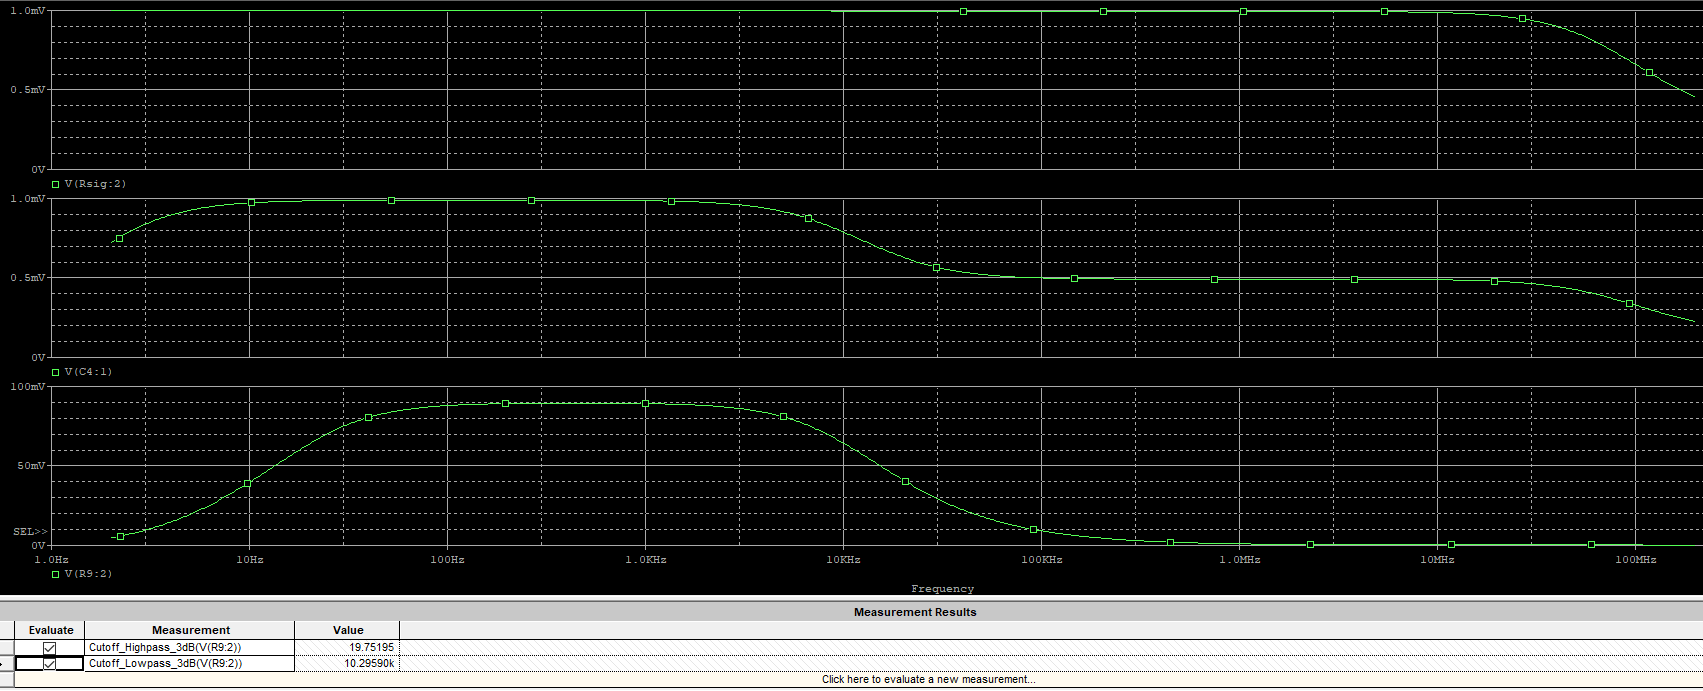 1.0mV
0.5mV
0V
V(Rsig:2)
1.0mV
0.5mV
0V
V(C4:1)
100mV
50mV
SEL>>
0V
1.0Hz 10Hz 100Hz 1.0KHz 10KHz 100KHz 1.0MHz 10MHz 100MHz
V(R9:2)
Frequency
Measurement Results
Evaluate Measurement Value
Cutoff_Highpass_3dB(V(R9:2)) 19.75195
Cutoff_Lowpass_3dB(V(R9:2)) 10.29590k
Click here to evaluate a new measurement...